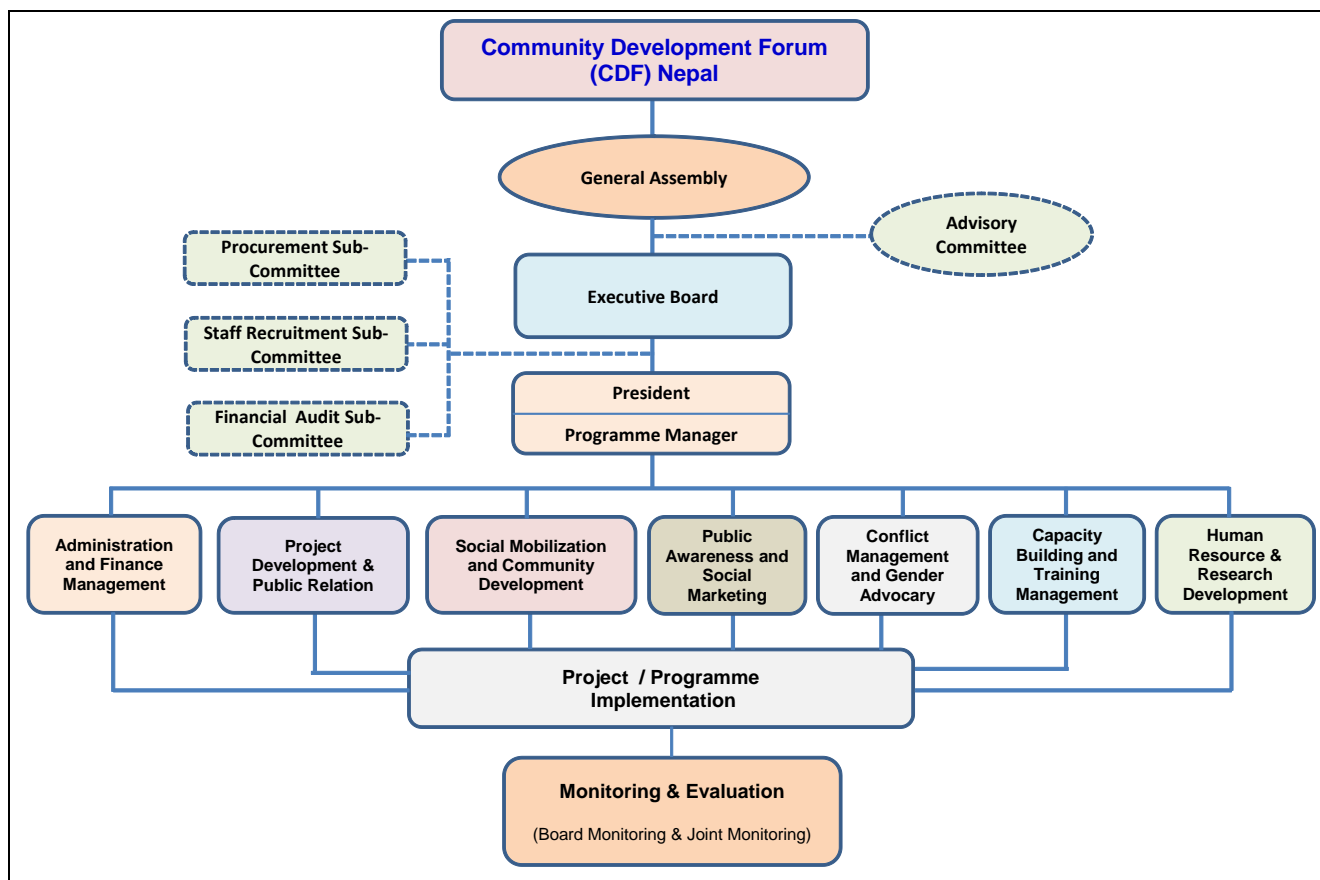 Community Development Forum
(CDF) Nepal
General Assembly
Advisory
Committee
Procurement Sub-
Committee
Executive Board
Staff Recruitment Sub-
Committee
President
Financial  Audit Sub-
Committee
Programme Manager
Administration
and Finance
Management
Project
Development &
Public Relation
Social Mobilization
and Community
Development
Public
Awareness and
Social
Marketing
Conflict
Management
and Gender
Advocary
Capacity
Building and
Training
Management
Human
Resource &
Research
Development
Project  / Programme
Implementation
Monitoring & Evaluation
(Board Monitoring & Joint Monitoring)